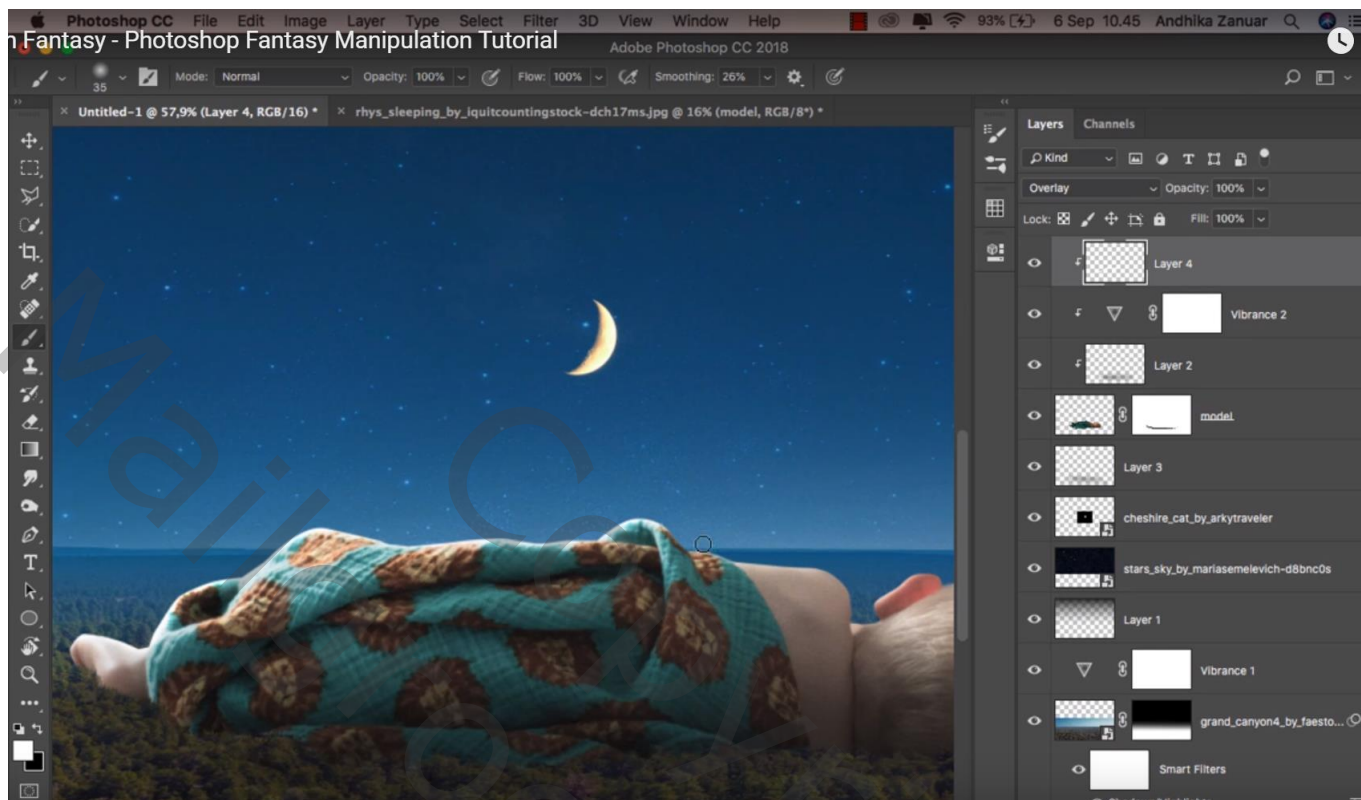 Photoshop CC File Edit Image Layer Type Select Filter 3D View Window Help 93% 6 Sep 10.45 Andhika Zanuar
n Fantasy - Photoshop Fantasy Manipulation Tutorial
Adobe Photoshop CC 2018
35 Mode: Normal Opacity: 100% Flow: 100% Smoothing: 26%
× Untitled-1 @ 57,9% (Layer 4, RGB/16) * × rhys_sleeping_by_iquitcountingstock-dch17ms.jpg @ 16% (model, RGB/8*) *
Layers Channels
Kind
Overlay Opacity: 100%
Lock: Fill: 100%
Layer 4
Vibrance 2
Layer 2
model
Layer 3
cheshire_cat_by_arkytraveler
stars_sky_by_mariasemelevich-d8bnc0s
Layer 1
Vibrance 1
grand_canyon4_by_faesto...
Smart Filters